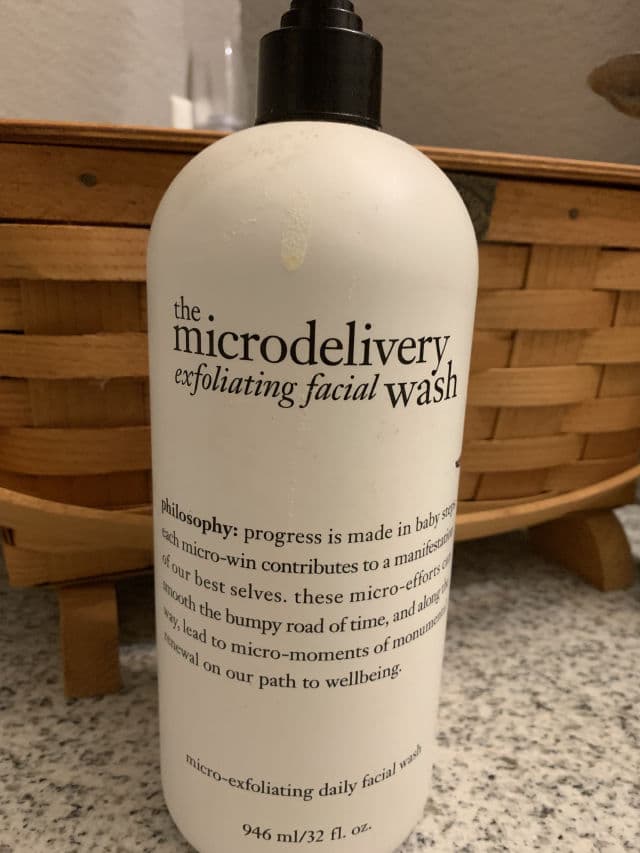 the
microdelivery
exfoliating facial wash
philosophy: progress is made in baby steps
each micro-win contributes to a manifestation
of our best selves. these micro-efforts
smooth the bumpy road of time, and along the
way, lead to micro-moments of monumental
renewal on our path to wellbeing.
micro-exfoliating daily facial wash
946 ml/32 fl. oz.